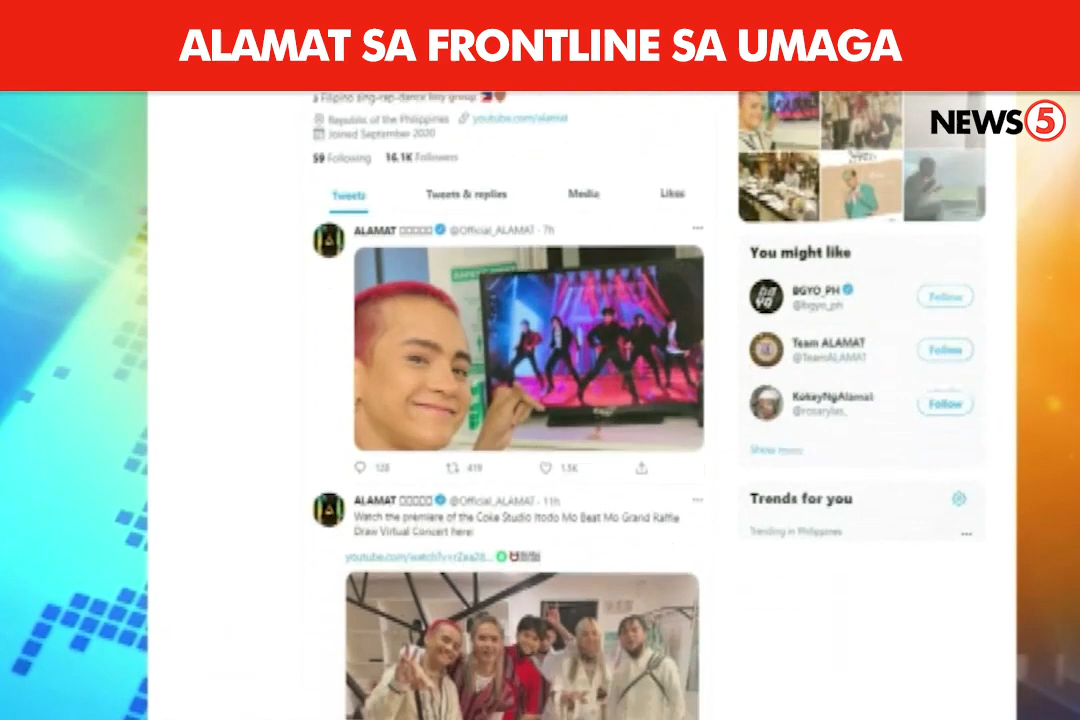 ALAMAT SA FRONTLINE SA UMAGA
NEWS 5
a Filipino sing-rap-dance boy group
Republic of the Philippines youtube.com/alamat
Joined September 2020
59 Following 16.1K Followers
Tweets Tweets & replies Media Likes
ALAMAT @Official_ALAMAT · 7h
128 419 1.5K
ALAMAT @Official_ALAMAT · 11h
Watch the premiere of the Coke Studio Itodo Mo Beat Mo Grand Raffle
Draw Virtual Concert here:
You might like
BGYO_PH
@bgyo_ph
Follow
Team ALAMAT
@TeamALAMAT
Follow
KokeyNgAlamat
Follow
Show more
Trends for you
Trending in Philippines